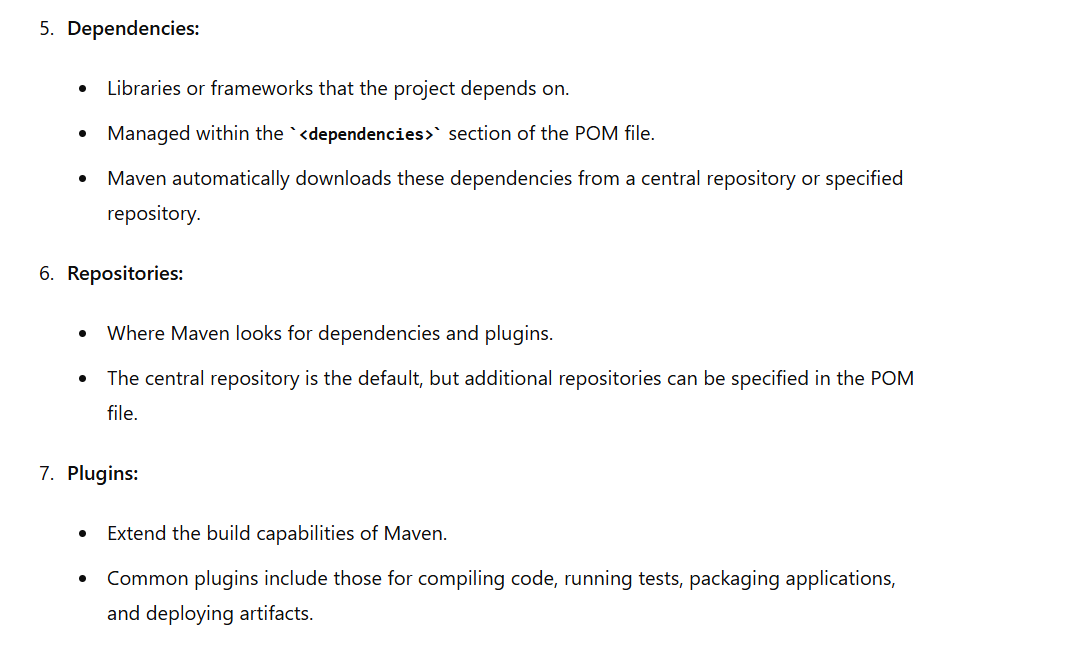 5. Dependencies:
• Libraries or frameworks that the project depends on.
• Managed within the `<dependencies>` section of the POM file.
• Maven automatically downloads these dependencies from a central repository or specified
repository.
6. Repositories:
• Where Maven looks for dependencies and plugins.
• The central repository is the default, but additional repositories can be specified in the POM
file.
7. Plugins:
• Extend the build capabilities of Maven.
• Common plugins include those for compiling code, running tests, packaging applications,
and deploying artifacts.